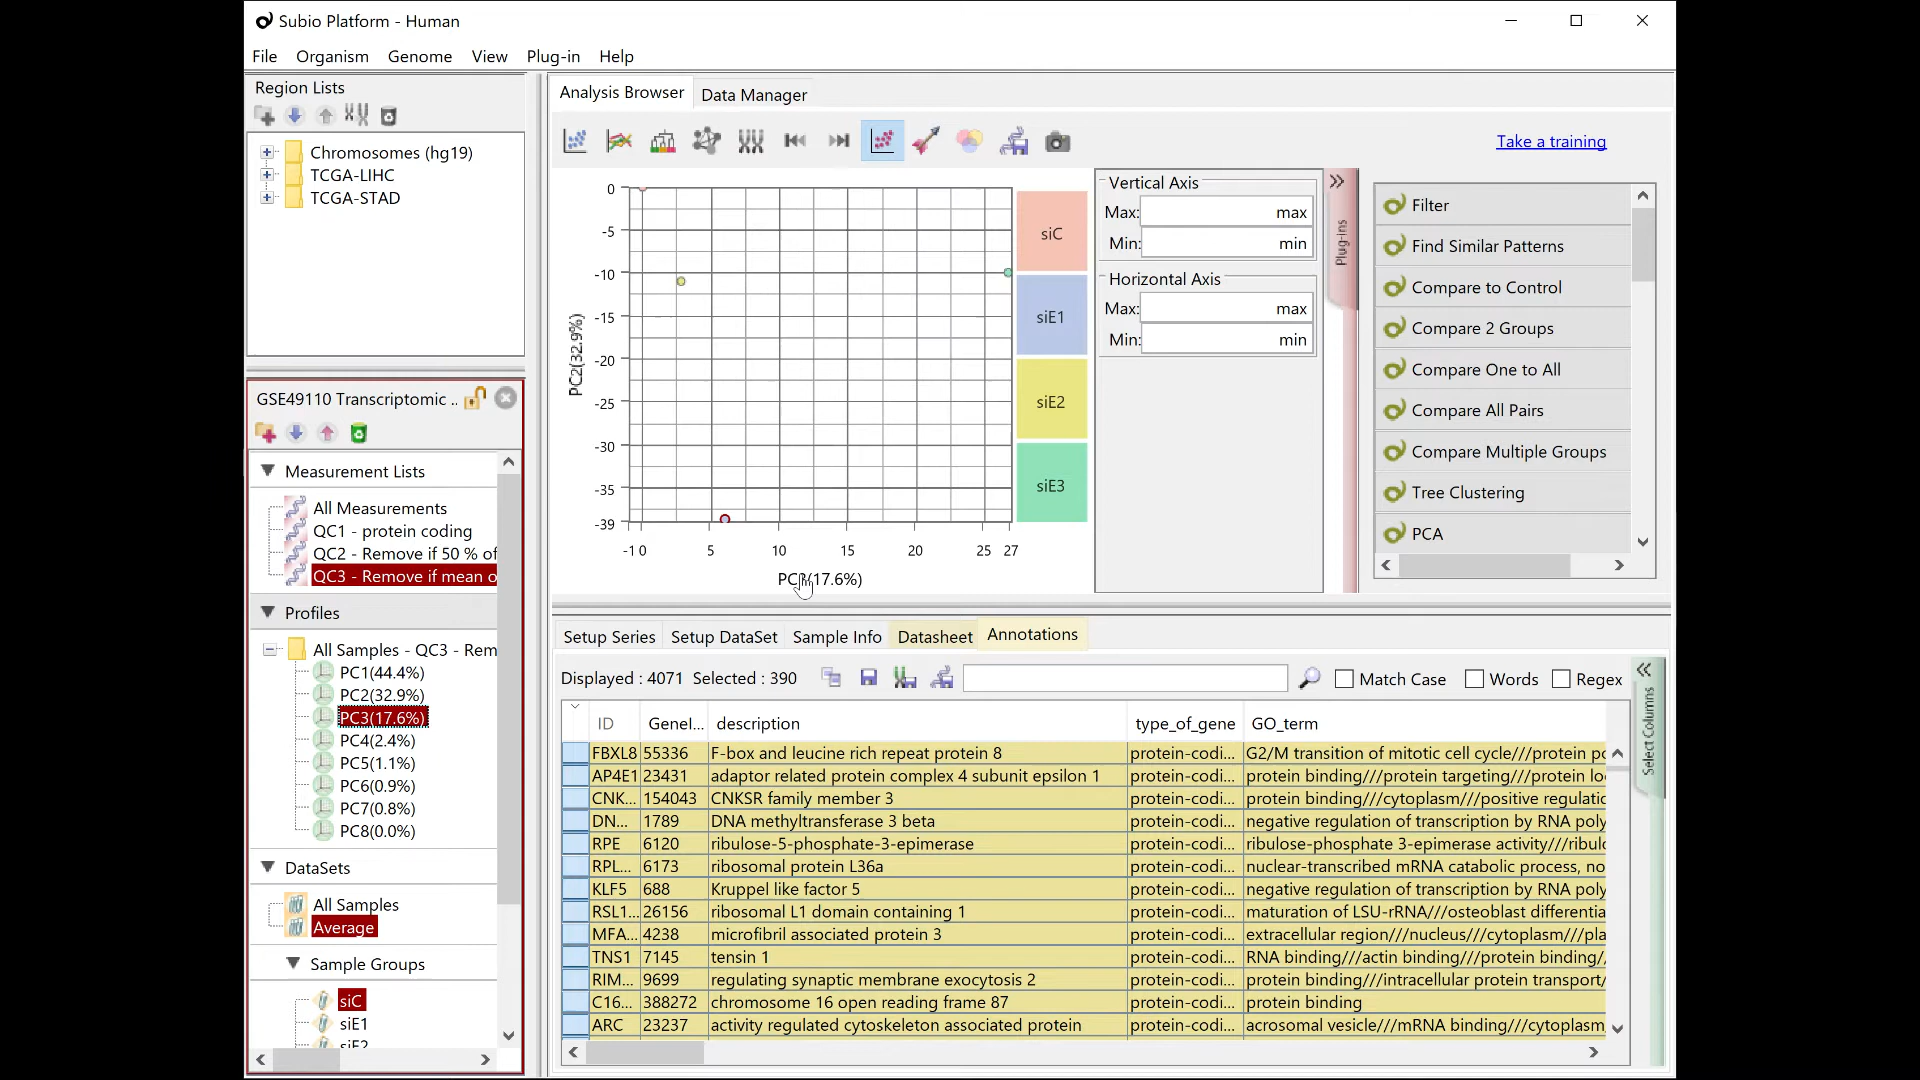 Subio Platform - Human
File Organism Genome View Plug-in Help
Region Lists
Chromosomes (hg19)
TCGA-LIHC
TCGA-STAD
GSE49110 Transcriptomic ..
Measurement Lists
All Measurements
QC1 - protein coding
QC2 - Remove if 50 % of
QC3 - Remove if mean o
Profiles
All Samples - QC3 - Rem
PC1(44.4%)
PC2(32.9%)
PC3(17.6%)
PC4(2.4%)
PC5(1.1%)
PC6(0.9%)
PC7(0.8%)
PC8(0.0%)
DataSets
All Samples
Average
Sample Groups
siC
siE1
siE2
Analysis Browser Data Manager
Take a training
0
-5
-10
-15
-20
-25
-30
-35
-39
PC2(32.9%)
-1 0 5 10 15 20 25 27
PC3(17.6%)
siC
siE1
siE2
siE3
Vertical Axis
Max: max
Min: min
Horizontal Axis
Max: max
Min: min
Plug-ins
Filter
Find Similar Patterns
Compare to Control
Compare 2 Groups
Compare One to All
Compare All Pairs
Compare Multiple Groups
Tree Clustering
PCA
Setup Series Setup DataSet Sample Info Datasheet Annotations
Displayed : 4071 Selected : 390 Match Case Words Regex
Select Columns
ID GeneI... description type_of_gene GO_term
FBXL8 55336 F-box and leucine rich repeat protein 8 protein-codi... G2/M transition of mitotic cell cycle///protein po
AP4E1 23431 adaptor related protein complex 4 subunit epsilon 1 protein-codi... protein binding///protein targeting///protein lo
CNK... 154043 CNKSR family member 3 protein-codi... protein binding///cytoplasm///positive regulatic
DN... 1789 DNA methyltransferase 3 beta protein-codi... negative regulation of transcription by RNA poly
RPE 6120 ribulose-5-phosphate-3-epimerase protein-codi... ribulose-phosphate 3-epimerase activity///ribul
RPL... 6173 ribosomal protein L36a protein-codi... nuclear-transcribed mRNA catabolic process, no
KLF5 688 Kruppel like factor 5 protein-codi... negative regulation of transcription by RNA poly
RSL1... 26156 ribosomal L1 domain containing 1 protein-codi... maturation of LSU-rRNA///osteoblast differentia
MFA... 4238 microfibril associated protein 3 protein-codi... extracellular region///nucleus///cytoplasm///pla
TNS1 7145 tensin 1 protein-codi... RNA binding///actin binding///protein binding/
RIM... 9699 regulating synaptic membrane exocytosis 2 protein-codi... protein binding///intracellular protein transport/
C16... 388272 chromosome 16 open reading frame 87 protein-codi... protein binding
ARC 23237 activity regulated cytoskeleton associated protein protein-codi... acrosomal vesicle///mRNA binding///cytoplasm